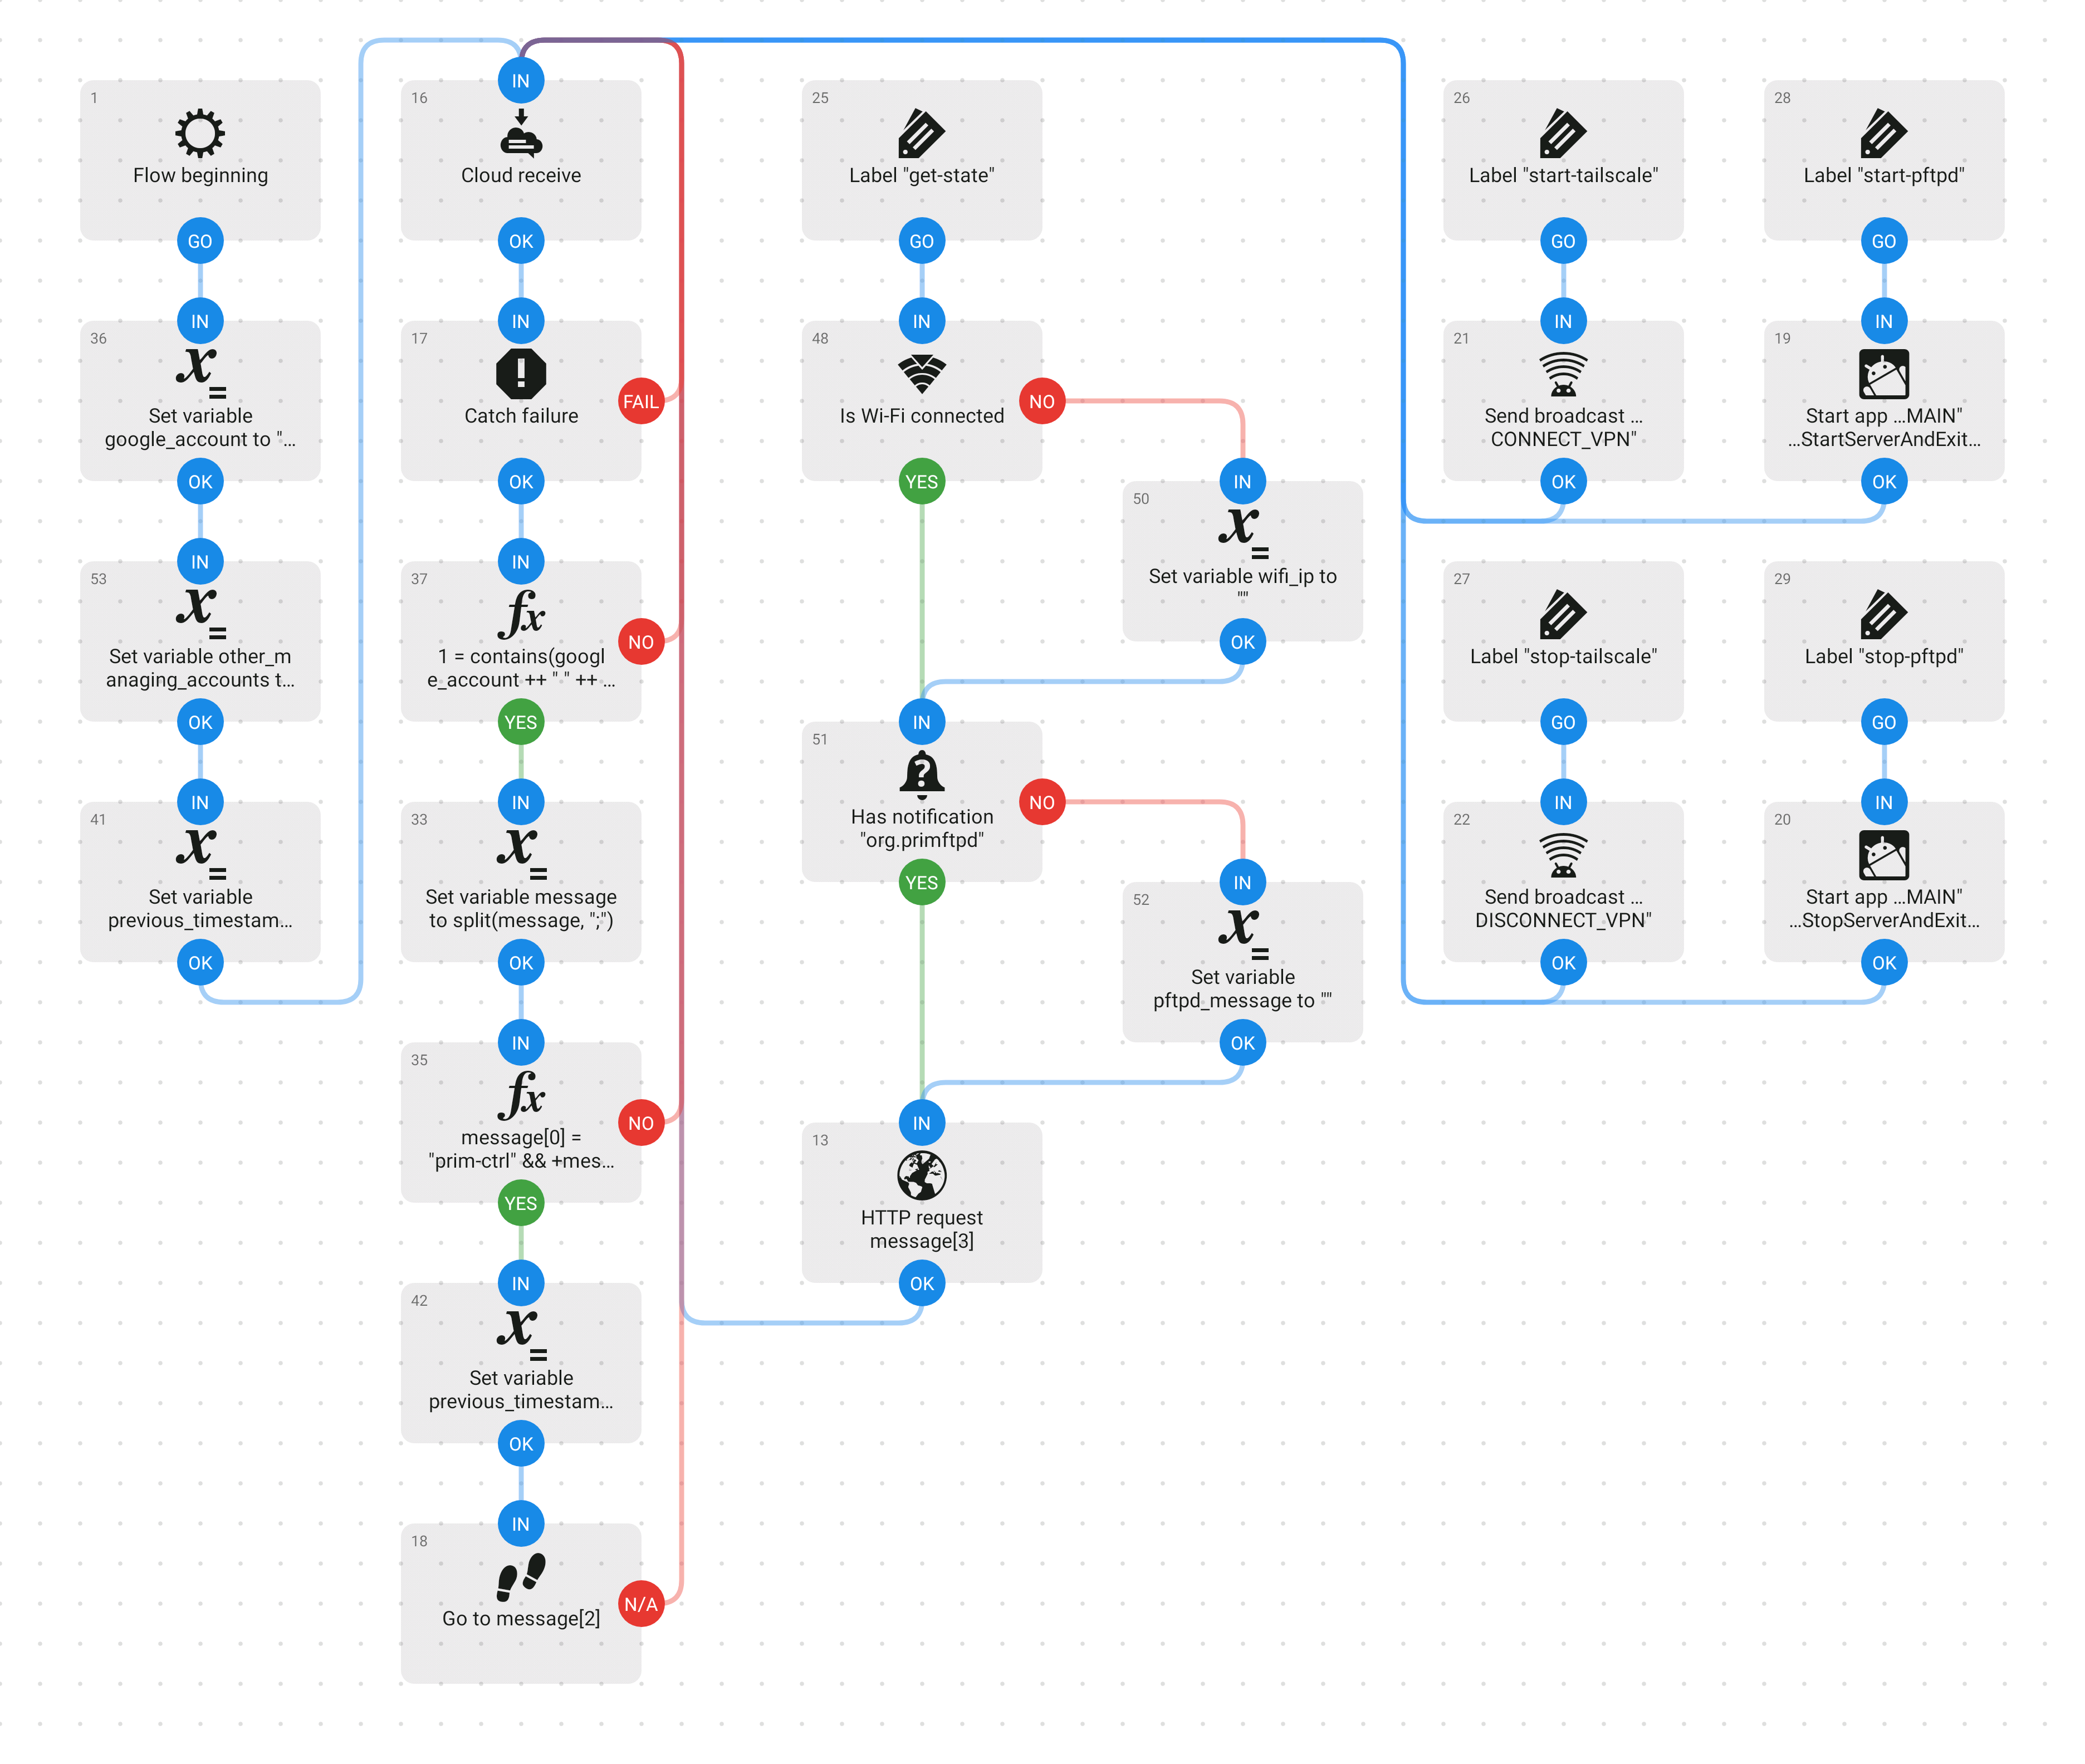 1
Flow beginning
GO
IN
36
x=
Set variable
google_account to "...
OK
IN
53
x=
Set variable other_m
anaging_accounts t...
OK
IN
41
x=
Set variable
previous_timestam...
OK
IN
16
Cloud receive
OK
IN
17
Catch failure
FAIL
OK
IN
37
fx
1 = contains(googl
e_account ++ " " ++ ...
NO
YES
IN
33
x=
Set variable message
to split(message, ";")
OK
IN
35
fx
message[0] =
"prim-ctrl" && +mes...
NO
YES
IN
42
x=
Set variable
previous_timestam...
OK
IN
18
Go to message[2]
N/A
25
Label "get-state"
GO
IN
48
Is Wi-Fi connected
NO
YES
IN
50
x=
Set variable wifi_ip to
""
OK
IN
51
Has notification
"org.primftpd"
NO
YES
IN
52
x=
Set variable
pftpd_message to ""
OK
IN
13
HTTP request
message[3]
OK
26
Label "start-tailscale"
GO
IN
21
Send broadcast ...
CONNECT_VPN"
OK
28
Label "start-pftpd"
GO
IN
19
Start app ...MAIN"
...StartServerAndExit...
OK
27
Label "stop-tailscale"
GO
IN
22
Send broadcast ...
DISCONNECT_VPN"
OK
29
Label "stop-pftpd"
GO
IN
20
Start app ...MAIN"
...StopServerAndExit...
OK